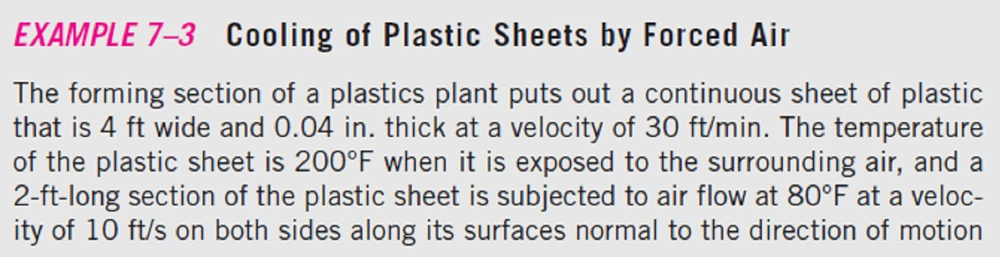 EXAMPLE 7–3 Cooling of Plastic Sheets by Forced Air
The forming section of a plastics plant puts out a continuous sheet of plastic
that is 4 ft wide and 0.04 in. thick at a velocity of 30 ft/min. The temperature
of the plastic sheet is 200°F when it is exposed to the surrounding air, and a
2-ft-long section of the plastic sheet is subjected to air flow at 80°F at a veloc-
ity of 10 ft/s on both sides along its surfaces normal to the direction of motion